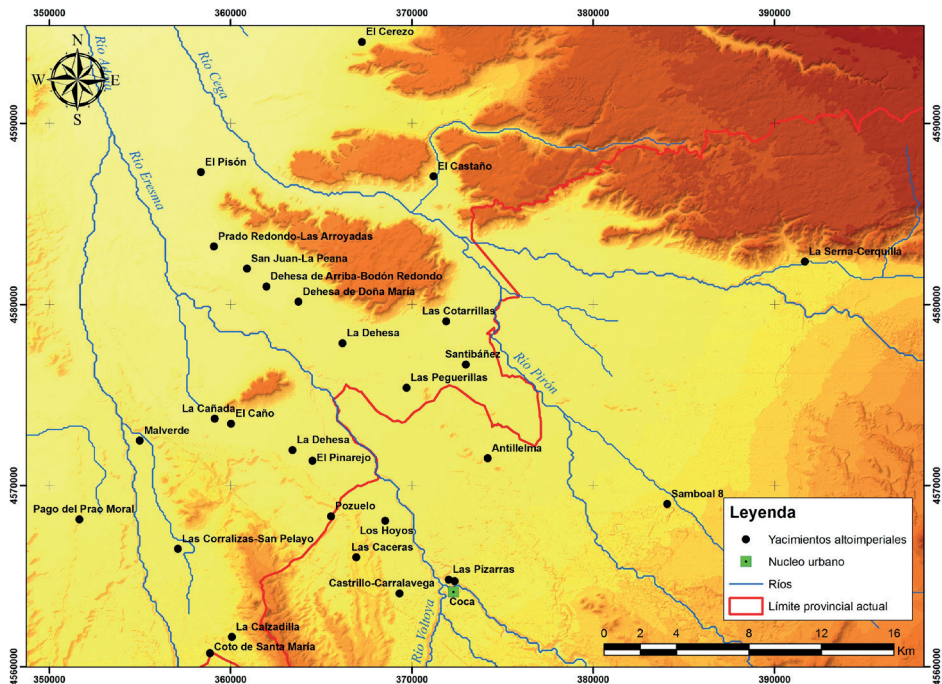 350000 360000 370000 380000 390000
El Cerezo
N
W E
S
Río Adaja
Río Cega
4590000 4590000
Río Eresma
El Pisón
El Castaño
Prado Redondo-Las Arroyadas
San Juan-La Peana
La Serna-Cerquilla
Dehesa de Arriba-Bodón Redondo
Dehesa de Doña María
4580000 4580000
Las Cotarrillas
La Dehesa
Santibáñez
Río Pirón
Las Peguerillas
La Cañada
El Caño
Malverde
La Dehesa
El Pinarejo
Antillelma
4570000 4570000
Samboal 8
Pago del Prao Moral
Pozuelo
Los Hoyos
Las Corralizas-San Pelayo
Las Caceras
Las Pizarras
Castrillo-Carralavega
Coca
Río Voltoya
La Calzadilla
Coto de Santa María
4560000 4560000
Leyenda
Yacimientos altoimperiales
Nucleo urbano
Ríos
Límite provincial actual
0 2 4 8 12 16
Km
350000 360000 370000 380000 390000